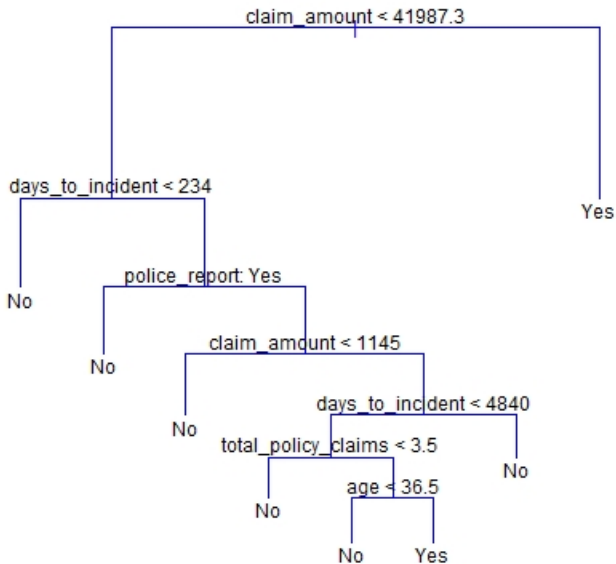 claim_amount < 41987.3
days_to_incident < 234
Yes
police_report: Yes
No
claim_amount < 1145
No
days_to_incident < 4840
No
total_policy_claims < 3.5
No
age < 36.5
No
No Yes